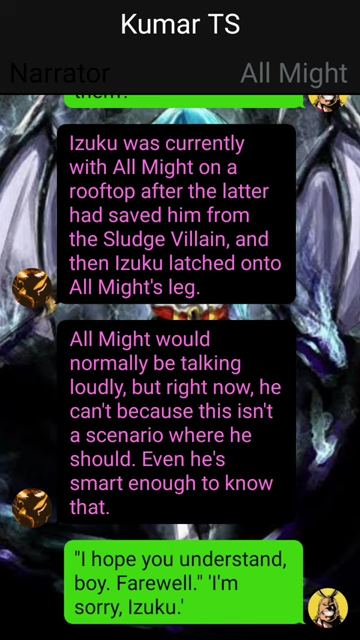 Kumar TS
Narrator
All Might
them?"
Izuku was currently
with All Might on a
rooftop after the latter
had saved him from
the Sludge Villain, and
then Izuku latched onto
All Might's leg.
All Might would
normally be talking
loudly, but right now, he
can't because this isn't
a scenario where he
should. Even he's
smart enough to know
that.
"I hope you understand,
boy. Farewell." 'I'm
sorry, Izuku.'